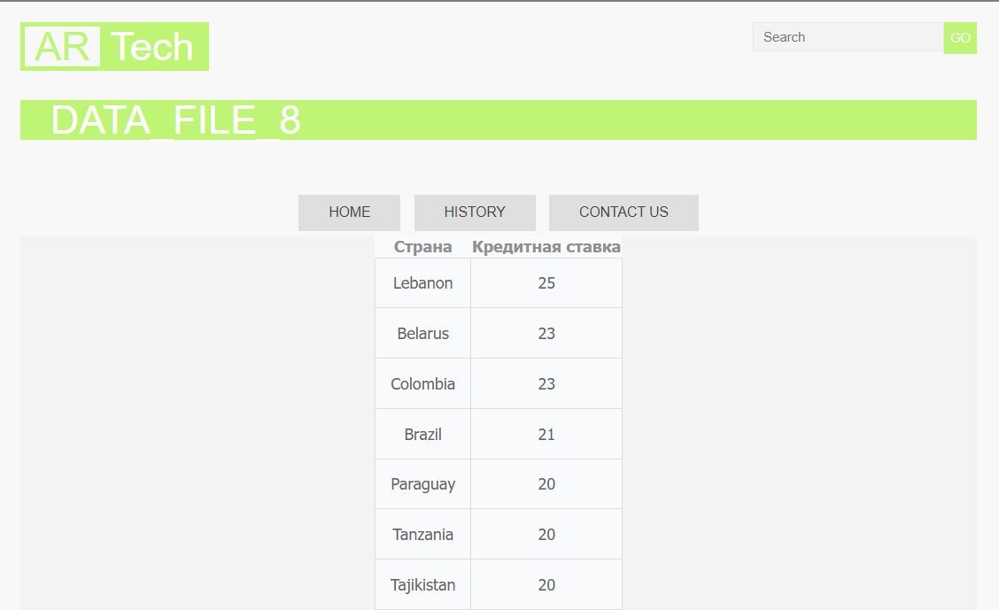 AR Tech
Search GO
DATA_FILE_8
HOME HISTORY CONTACT US
Страна Кредитная ставка
Lebanon 25
Belarus 23
Colombia 23
Brazil 21
Paraguay 20
Tanzania 20
Tajikistan 20